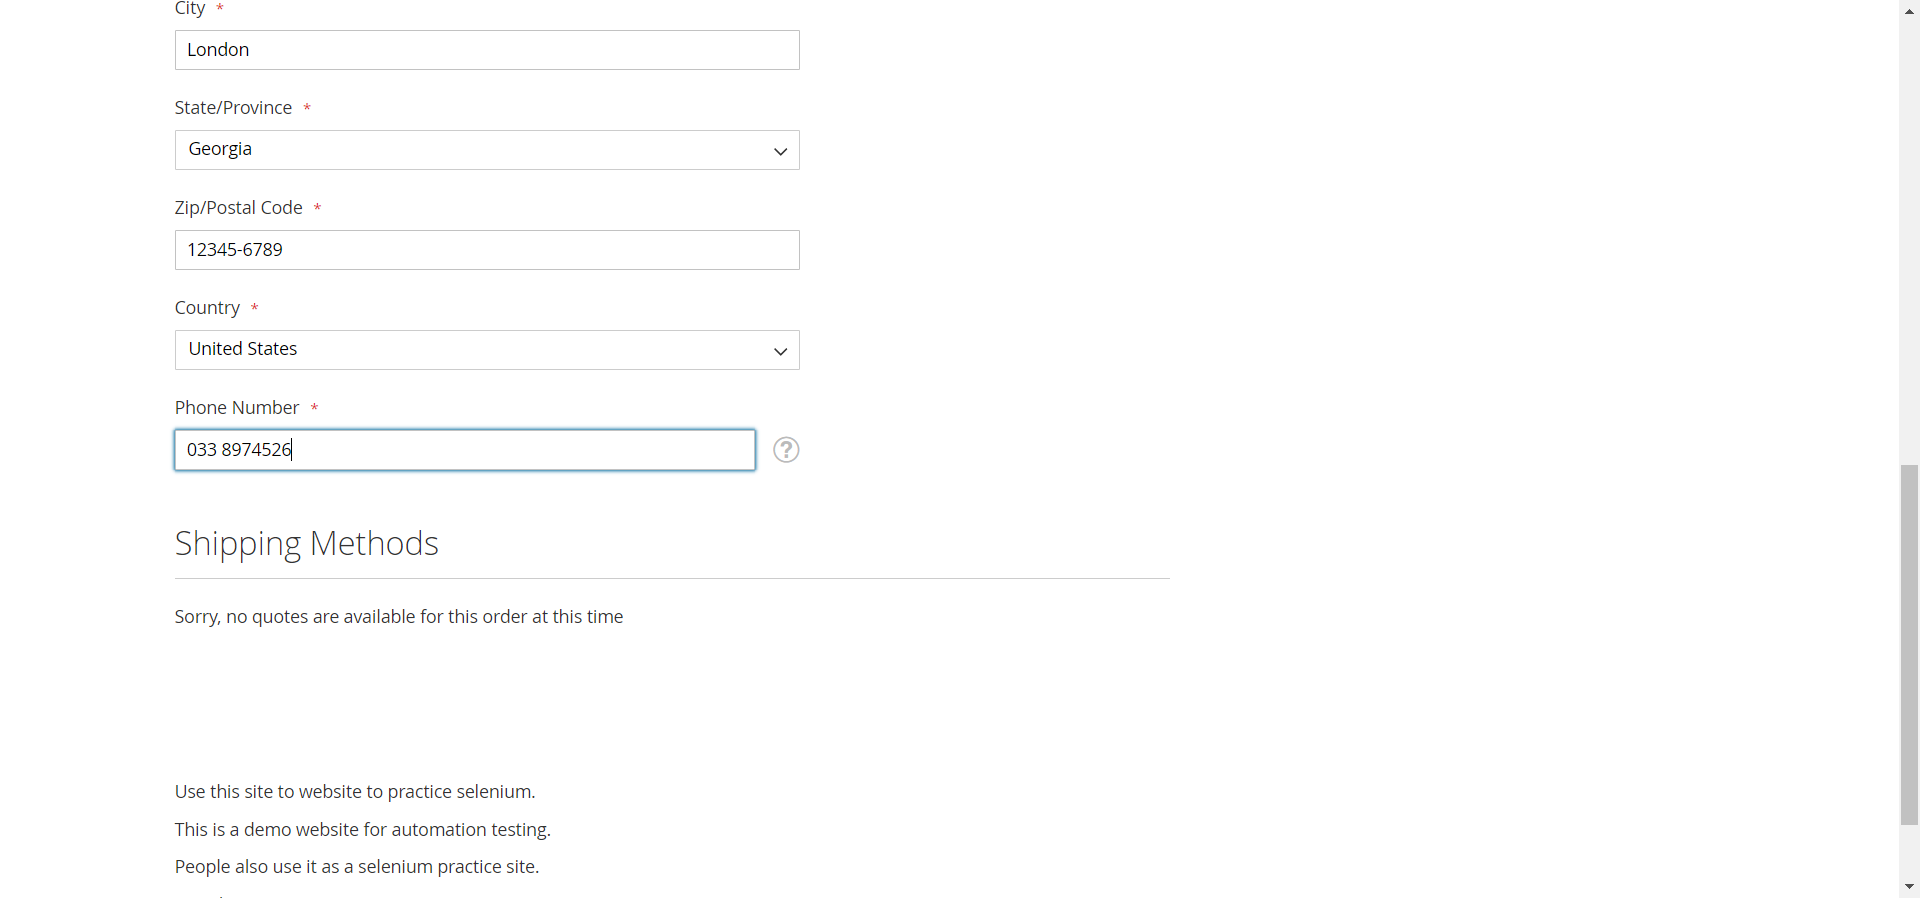 City *
London
State/Province *
Georgia
Zip/Postal Code *
12345-6789
Country *
United States
Phone Number *
033 8974526
?
Shipping Methods
Sorry, no quotes are available for this order at this time
Use this site to website to practice selenium.
This is a demo website for automation testing.
People also use it as a selenium practice site.